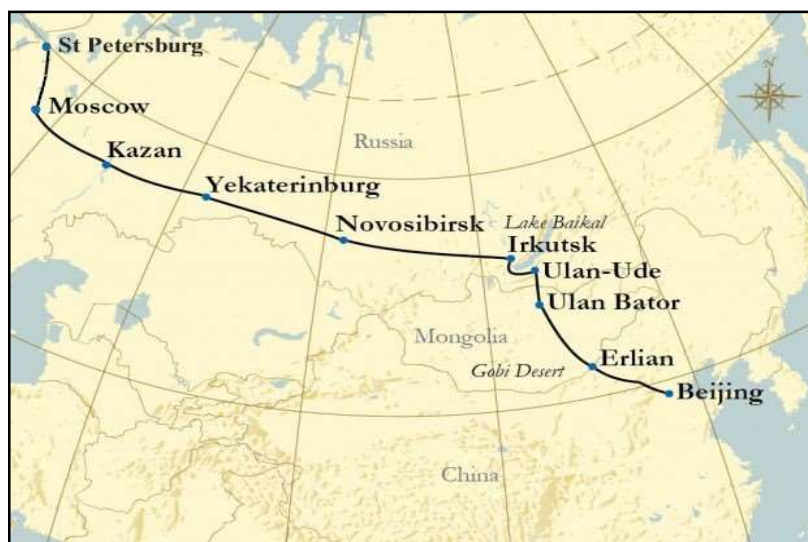 St Petersburg
N
Moscow
Russia
Kazan
Yekaterinburg
Novosibirsk
Lake Baikal
Irkutsk
Ulan-Ude
Ulan Bator
Mongolia
Gobi Desert
Erlian
Beijing
China